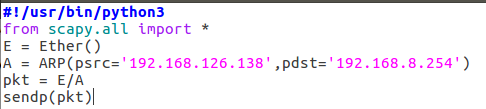 #!/usr/bin/python3
from scapy.all import *
E = Ether()
A = ARP(psrc='192.168.126.138',pdst='192.168.8.254')
pkt = E/A
sendp(pkt)